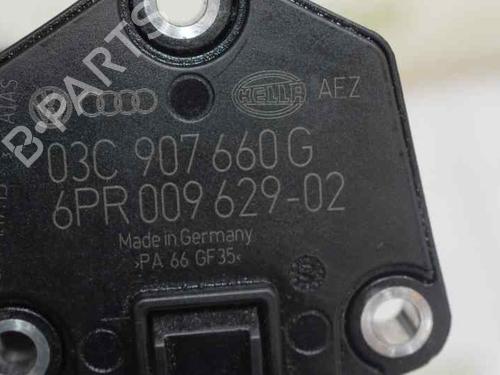 HELLA AEZ
03C 907 660 G
6PR 009 629-02
Made in Germany
>PA 66 GF35<
B-PARTS